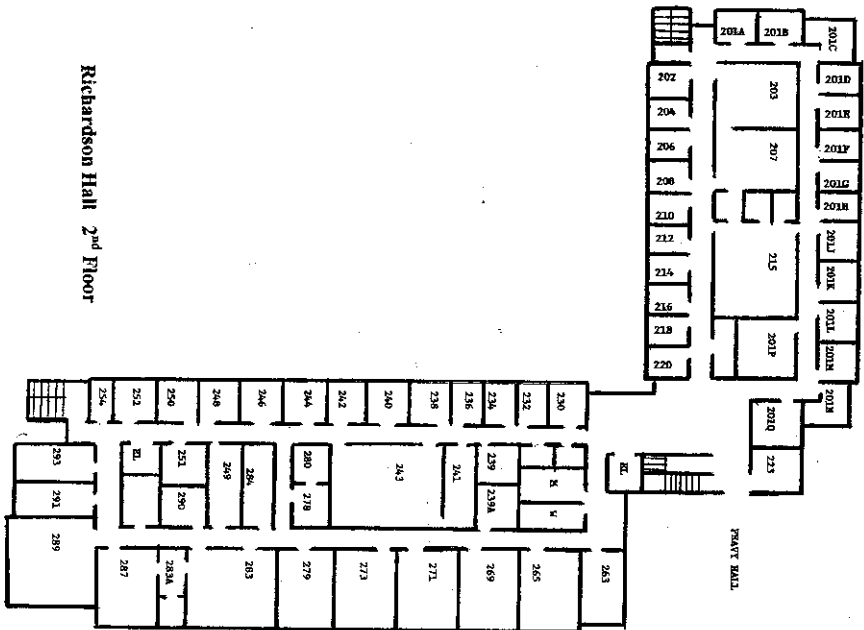 Richardson Hall 2nd Floor
201A
201B
201C
202
203
201D
204
201E
206
207
201F
208
201G
201H
210
212
215
201J
214
201K
216
201L
218
201P
201M
220
201N
201Q
223
PEAVY HALL
254
252
250
248
246
244
242
240
238
236
234
232
230
293
EL
251
249
284
280
243
241
239
M
EL
291
290
278
239A
W
289
287
283A
283
279
273
271
269
265
263